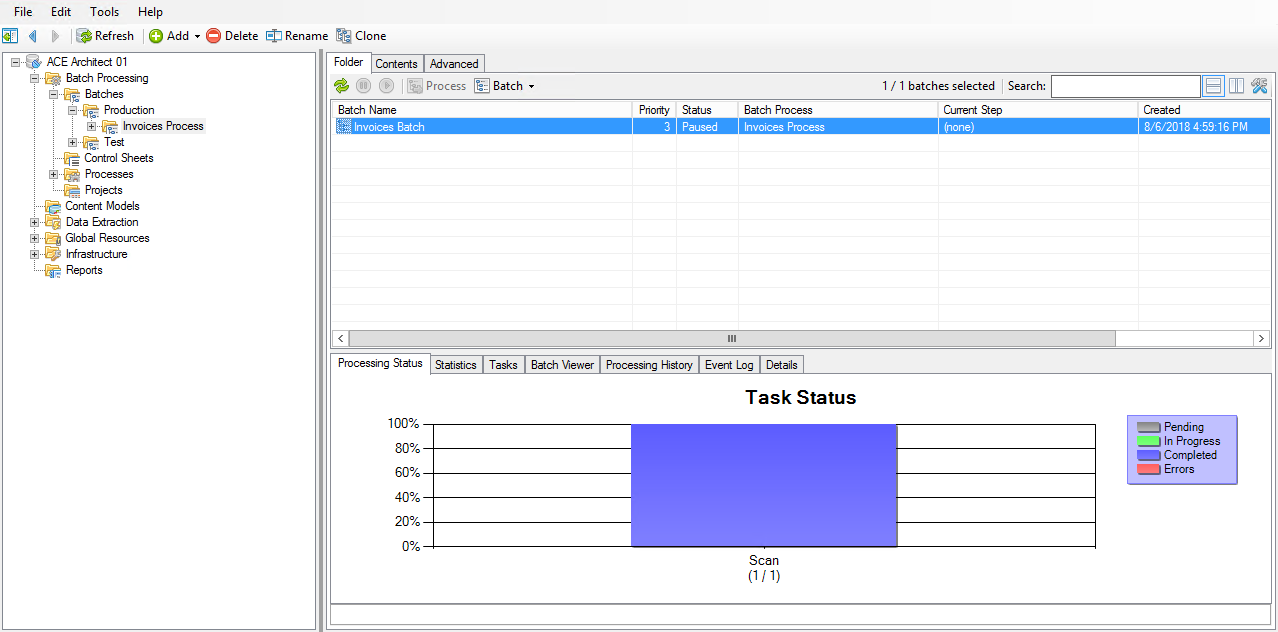 File Edit Tools Help
Refresh Add Delete Rename Clone
ACE Architect 01
Batch Processing
Batches
Production
Invoices Process
Test
Control Sheets
Processes
Projects
Content Models
Data Extraction
Global Resources
Infrastructure
Reports
Folder Contents Advanced
Process Batch 1 / 1 batches selected Search:
Batch Name Priority Status Batch Process Current Step Created
Invoices Batch 3 Paused Invoices Process (none) 8/6/2018 4:59:16 PM
Processing Status Statistics Tasks Batch Viewer Processing History Event Log Details
Task Status
100%
80%
60%
40%
20%
0%
Scan
(1 / 1)
Pending
In Progress
Completed
Errors